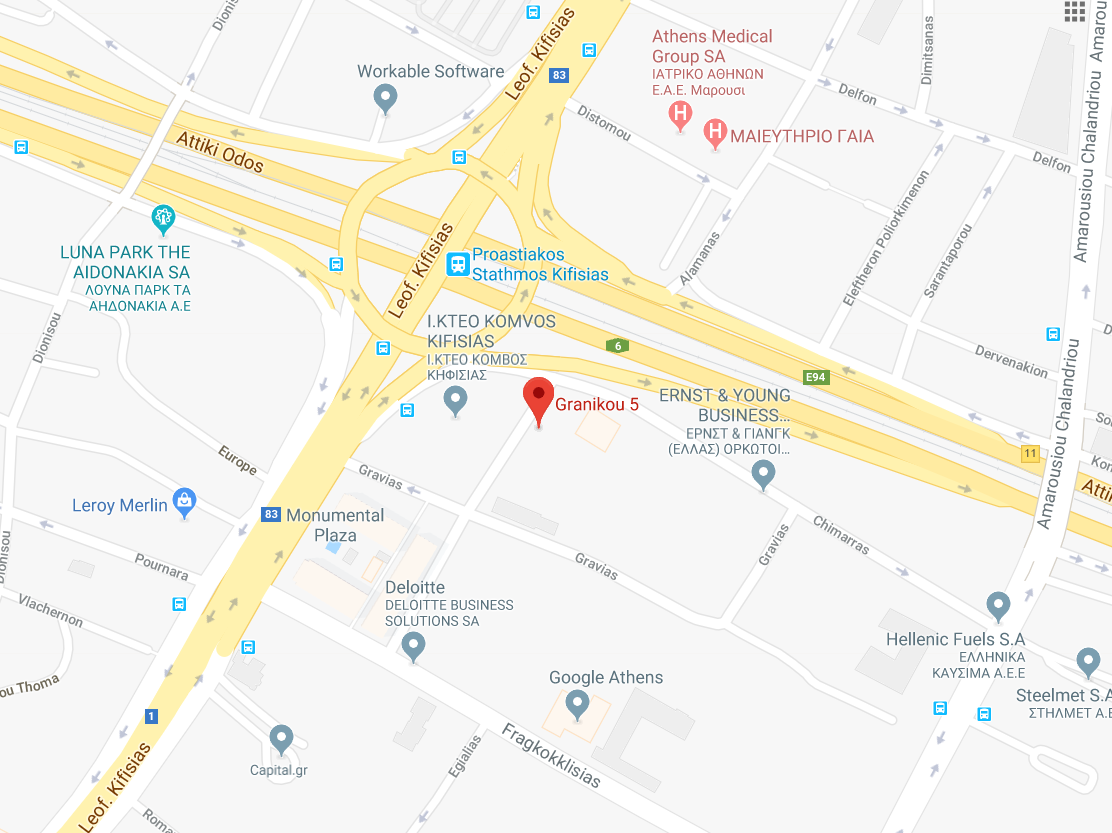 Dionisou
Leof. Kifisias
83
Workable Software
Athens Medical
Group SA
ΙΑΤΡΙΚΟ ΑΘΗΝΩΝ
Ε.Α.Ε. Μαρουσι
ΜΑΙΕΥΤΗΡΙΟ ΓΑΙΑ
Dimitsanas
Amarousiou Chalandriou
Amarou
Delfon
Distomou
Delfon
Attiki Odos
LUNA PARK THE
AIDONAKIA SA
ΛΟΥΝΑ ΠΑΡΚ ΤΑ
ΑΗΔΟΝΑΚΙΑ Α.Ε
Leof. Kifisias
Proastiakos
Stathmos Kifisias
Alamanas
Eleftheron Poliorkimenon
Sarantaporou
Dionisou
I.KTEO KOMVOS
KIFISIAS
Ι.ΚΤΕΟ ΚΟΜΒΟΣ
ΚΗΦΙΣΙΑΣ
6
E94
Dervenakion
Granikou 5
ERNST & YOUNG
BUSINESS...
ΕΡΝΣΤ & ΓΙΑΝΓΚ
(ΕΛΛΑΣ) ΟΡΚΩΤΟΙ...
Amarousiou Chalandriou
11
So
Kon
Attik
Europe
Gravias
Leroy Merlin
83
Monumental
Plaza
Gravias
Gravias
Chimarras
Dionisou
Pournara
Vlachernon
Deloitte
DELOITTE BUSINESS
SOLUTIONS SA
Hellenic Fuels S.A
ΕΛΛΗΝΙΚΑ
ΚΑΥΣΙΜΑ Α.Ε.Ε
Steelmet S.A
ΣΤΗΛΜΕΤ Α.Ε
ou Thoma
Google Athens
1
Leof. Kifisias
Capital.gr
Egialias
Fragkokklisias
Roma